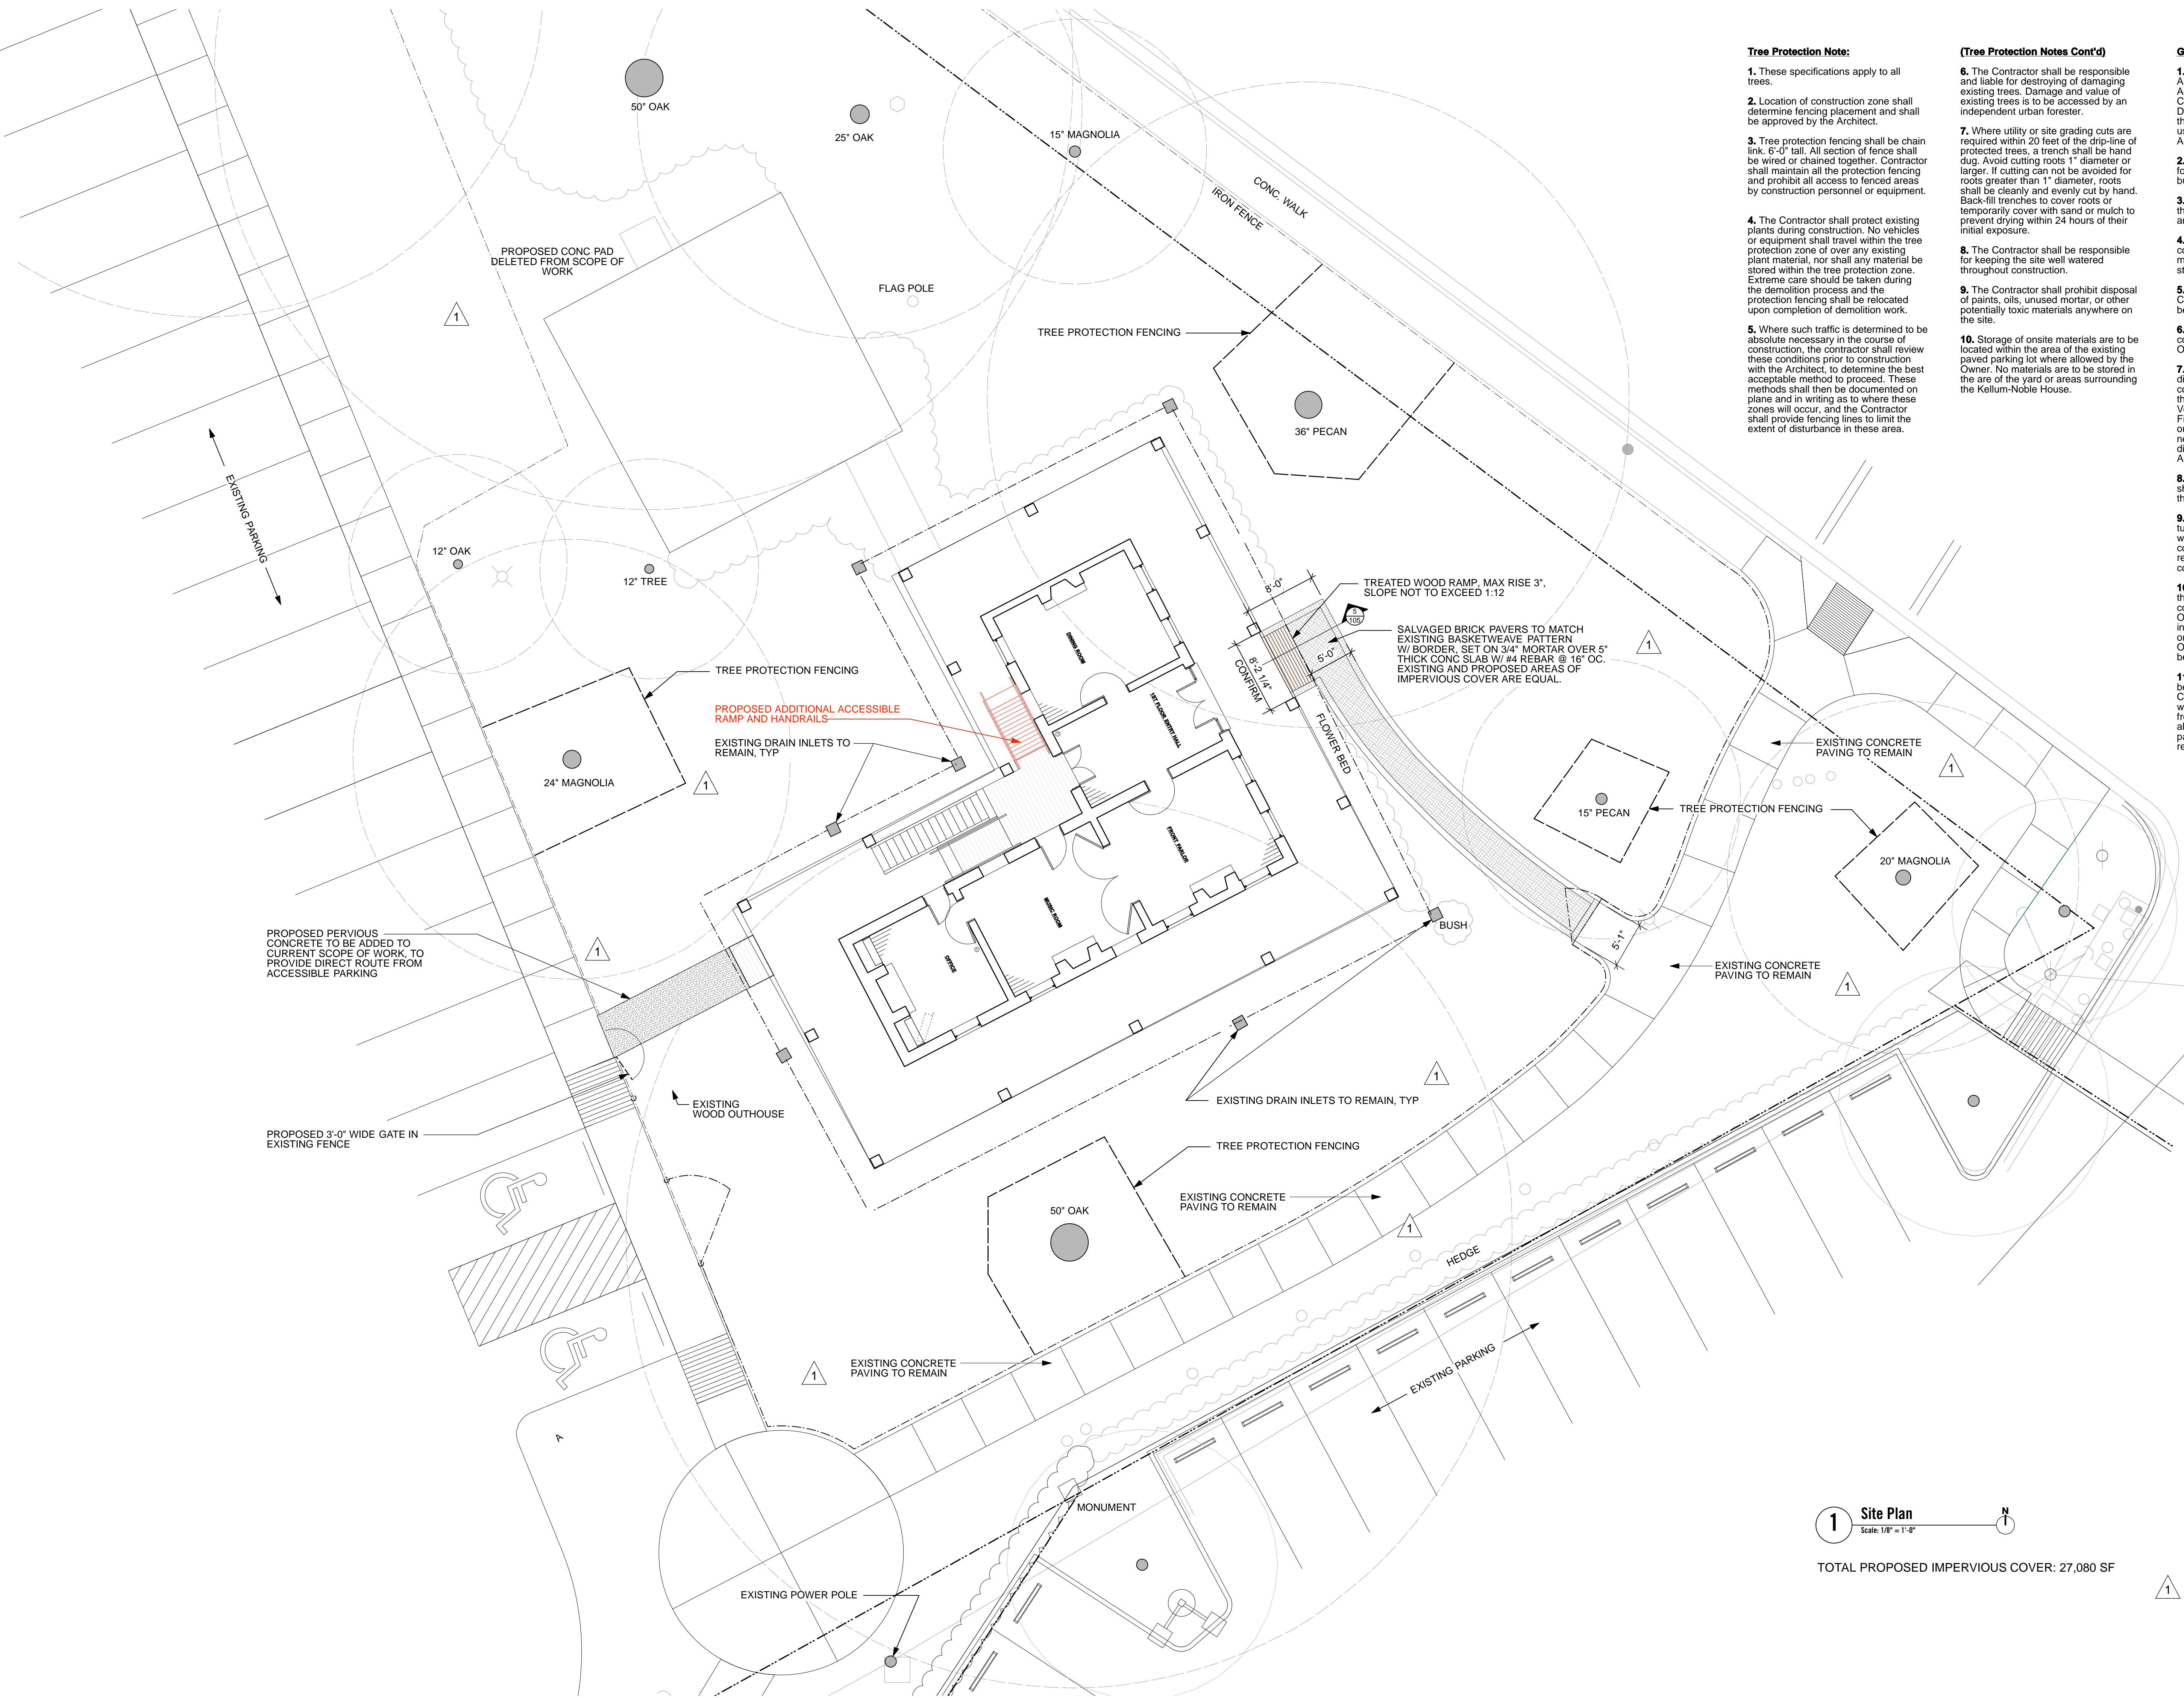 Tree Protection Note:
1. These specifications apply to all
trees.
2. Location of construction zone shall
determine fencing placement and shall
be approved by the Architect.
3. Tree protection fencing shall be chain
link. 6'-0" tall. All section of fence shall
be wired or chained together. Contractor
shall maintain all the protection fencing
and prohibit all access to fenced areas
by construction personnel or equipment.
4. The Contractor shall protect existing
plants during construction. No vehicles
or equipment shall travel within the tree
protection zone of over any existing
plant material, nor shall any material be
stored within the tree protection zone.
Extreme care should be taken during
the demolition process and the
protection fencing shall be relocated
upon completion of demolition work.
5. Where such traffic is determined to be
absolute necessary in the course of
construction, the contractor shall review
these conditions prior to construction
with the Architect, to determine the best
acceptable method to proceed. These
methods shall then be documented on
plane and in writing as to where these
zones will occur, and the Contractor
shall provide fencing lines to limit the
extent of disturbance in these area.
(Tree Protection Notes Cont'd)
6. The Contractor shall be responsible
and liable for destroying of damaging
existing trees. Damage and value of
existing trees is to be accessed by an
independent urban forester.
7. Where utility or site grading cuts are
required within 20 feet of the drip-line of
protected trees, a trench shall be hand
dug. Avoid cutting roots 1" diameter or
larger. If cutting can not be avoided for
roots greater than 1" diameter, roots
shall be cleanly and evenly cut by hand.
Back-fill trenches to cover roots or
temporarily cover with sand or mulch to
prevent drying within 24 hours of their
initial exposure.
8. The Contractor shall be responsible
for keeping the site well watered
throughout construction.
9. The Contractor shall prohibit disposal
of paints, oils, unused mortar, or other
potentially toxic materials anywhere on
the site.
10. Storage of onsite materials are to be
located within the area of the existing
paved parking lot where allowed by the
Owner. No materials are to be stored in
the are of the yard or areas surrounding
the Kellum-Noble House.
50" OAK
25" OAK
15" MAGNOLIA
CONC. WALK
IRON FENCE
PROPOSED CONC PAD
DELETED FROM SCOPE OF
WORK
1
FLAG POLE
TREE PROTECTION FENCING
36" PECAN
EXISTING PARKING
12" OAK
12" TREE
TREATED WOOD RAMP, MAX RISE 3",
SLOPE NOT TO EXCEED 1:12
8'-0"
5
105
SALVAGED BRICK PAVERS TO MATCH
EXISTING BASKETWEAVE PATTERN
W/ BORDER, SET ON 3/4" MORTAR OVER 5"
THICK CONC SLAB W/ #4 REBAR @ 16" OC.
EXISTING AND PROPOSED AREAS OF
IMPERVIOUS COVER ARE EQUAL.
1
5'-0"
8'-2 1/4"
CONFIRM
DINING ROOM
1ST FLOOR ENTRY HALL
TREE PROTECTION FENCING
PROPOSED ADDITIONAL ACCESSIBLE
RAMP AND HANDRAILS
EXISTING DRAIN INLETS TO
REMAIN, TYP
24" MAGNOLIA
1
FLOWER BED
EXISTING CONCRETE
PAVING TO REMAIN
1
15" PECAN
TREE PROTECTION FENCING
20" MAGNOLIA
FRONT PARLOR
MUSIC ROOM
OFFICE
BUSH
5'-1"
EXISTING CONCRETE
PAVING TO REMAIN
1
PROPOSED PERVIOUS
CONCRETE TO BE ADDED TO
CURRENT SCOPE OF WORK, TO
PROVIDE DIRECT ROUTE FROM
ACCESSIBLE PARKING
1
EXISTING
WOOD OUTHOUSE
PROPOSED 3'-0" WIDE GATE IN
EXISTING FENCE
1
EXISTING DRAIN INLETS TO REMAIN, TYP
TREE PROTECTION FENCING
50" OAK
EXISTING CONCRETE
PAVING TO REMAIN
1
HEDGE
EXISTING PARKING
1
EXISTING CONCRETE
PAVING TO REMAIN
A
MONUMENT
EXISTING POWER POLE
1
Site Plan
Scale: 1/8" = 1'-0"
N
TOTAL PROPOSED IMPERVIOUS COVER: 27,080 SF
1